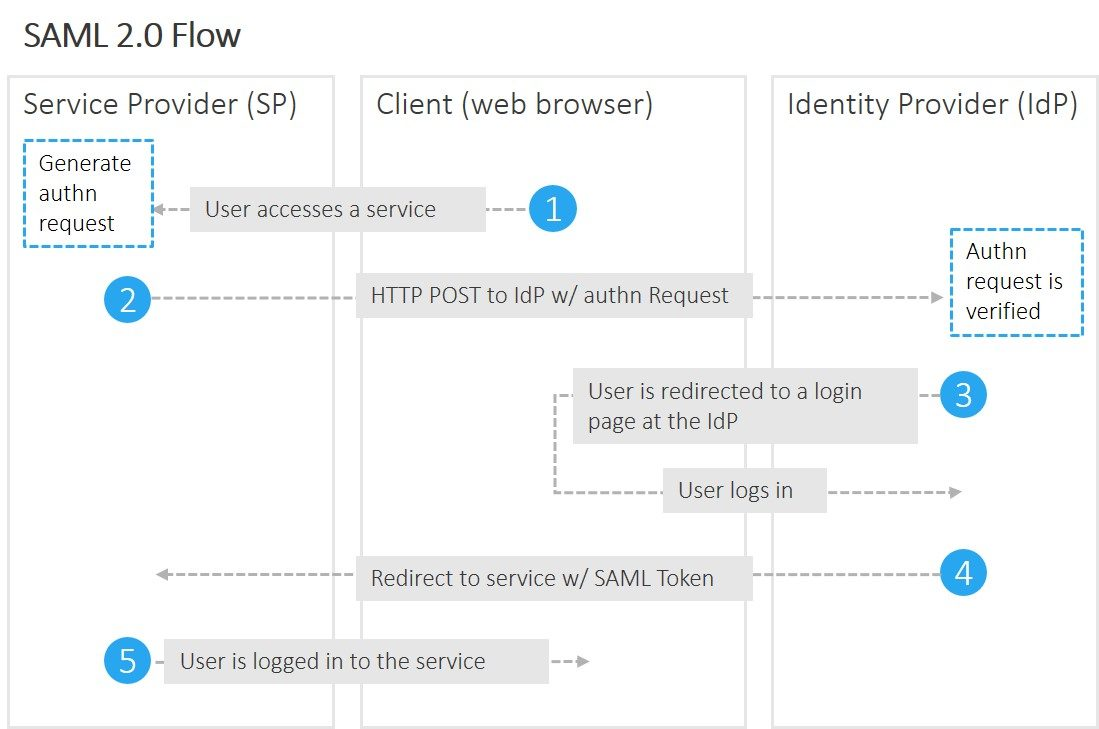 SAML 2.0 Flow
Service Provider (SP)
Client (web browser)
Identity Provider (IdP)
Generate
authn
request
User accesses a service
1
Authn
request is
verified
2
HTTP POST to IdP w/ authn Request
User is redirected to a login
page at the IdP
3
User logs in
Redirect to service w/ SAML Token
4
5
User is logged in to the service